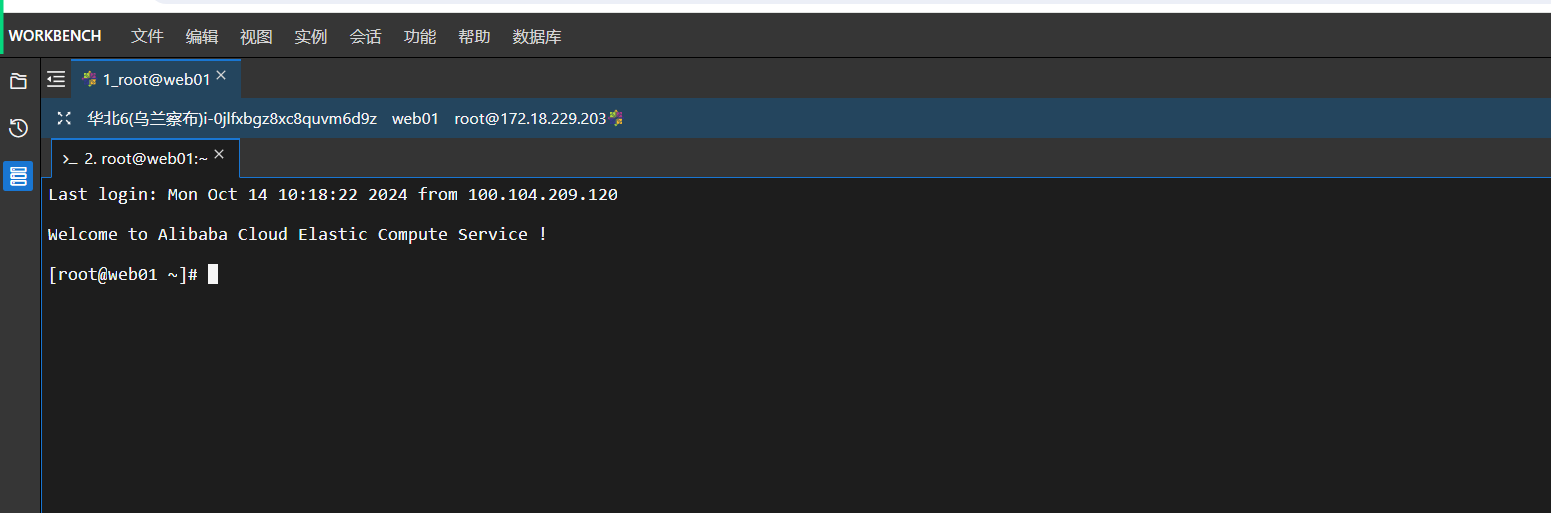 WORKBENCH 文件 编辑 视图 实例 会话 功能 帮助 数据库
1_root@web01
华北6(乌兰察布)i-0jlfxbgz8xc8quvm6d9z web01 root@172.18.229.203
>_ 2. root@web01:~
Last login: Mon Oct 14 10:18:22 2024 from 100.104.209.120
Welcome to Alibaba Cloud Elastic Compute Service !
[root@web01 ~]#